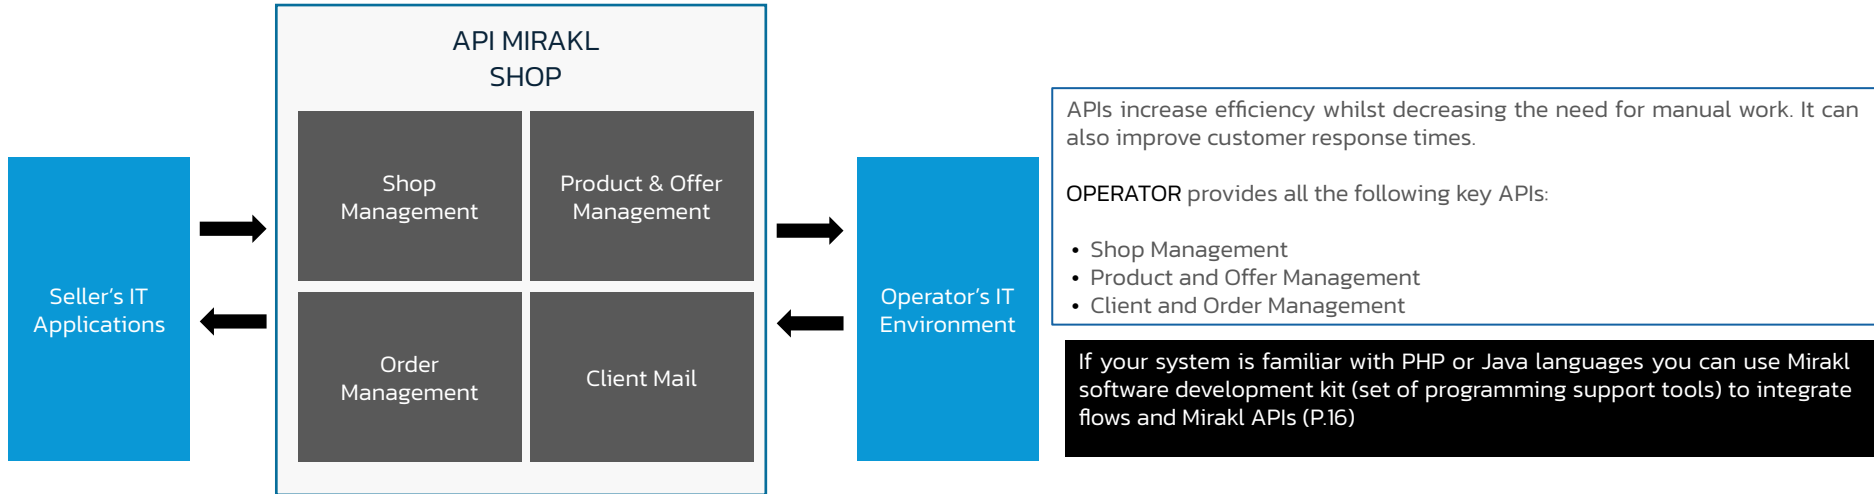 API MIRAKL
SHOP
Shop
Management
Product & Offer
Management
Order
Management
Client Mail
Seller's IT
Applications
Operator's IT
Environment
APIs increase efficiency whilst decreasing the need for manual work. It can
also improve customer response times.
OPERATOR provides all the following key APIs:
• Shop Management
• Product and Offer Management
• Client and Order Management
If your system is familiar with PHP or Java languages you can use Mirakl
software development kit (set of programming support tools) to integrate
flows and Mirakl APIs (P.16)